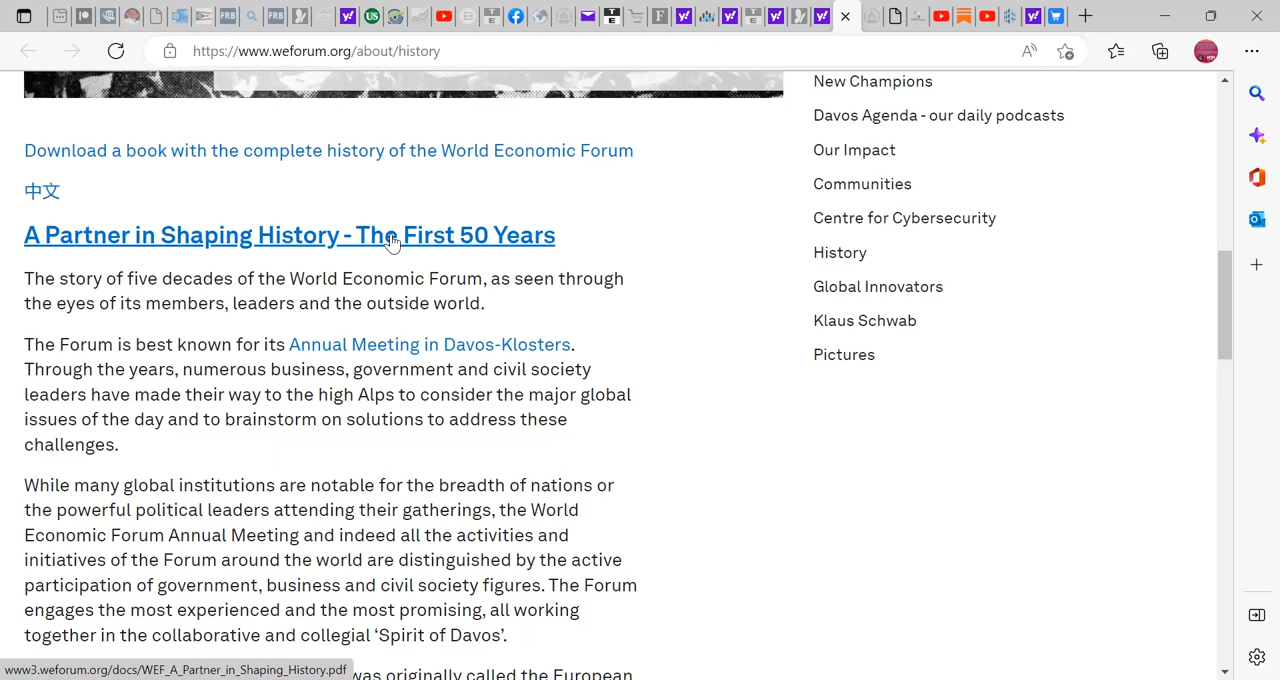 https://www.weforum.org/about/history
Download a book with the complete history of the World Economic Forum
中文
A Partner in Shaping History - The First 50 Years
The story of five decades of the World Economic Forum, as seen through
the eyes of its members, leaders and the outside world.
The Forum is best known for its Annual Meeting in Davos-Klosters.
Through the years, numerous business, government and civil society
leaders have made their way to the high Alps to consider the major global
issues of the day and to brainstorm on solutions to address these
challenges.
While many global institutions are notable for the breadth of nations or
the powerful political leaders attending their gatherings, the World
Economic Forum Annual Meeting and indeed all the activities and
initiatives of the Forum around the world are distinguished by the active
participation of government, business and civil society figures. The Forum
engages the most experienced and the most promising, all working
together in the collaborative and collegial ‘Spirit of Davos’.
was originally called the European
New Champions
Davos Agenda - our daily podcasts
Our Impact
Communities
Centre for Cybersecurity
History
Global Innovators
Klaus Schwab
Pictures
www3.weforum.org/docs/WEF_A_Partner_in_Shaping_History.pdf